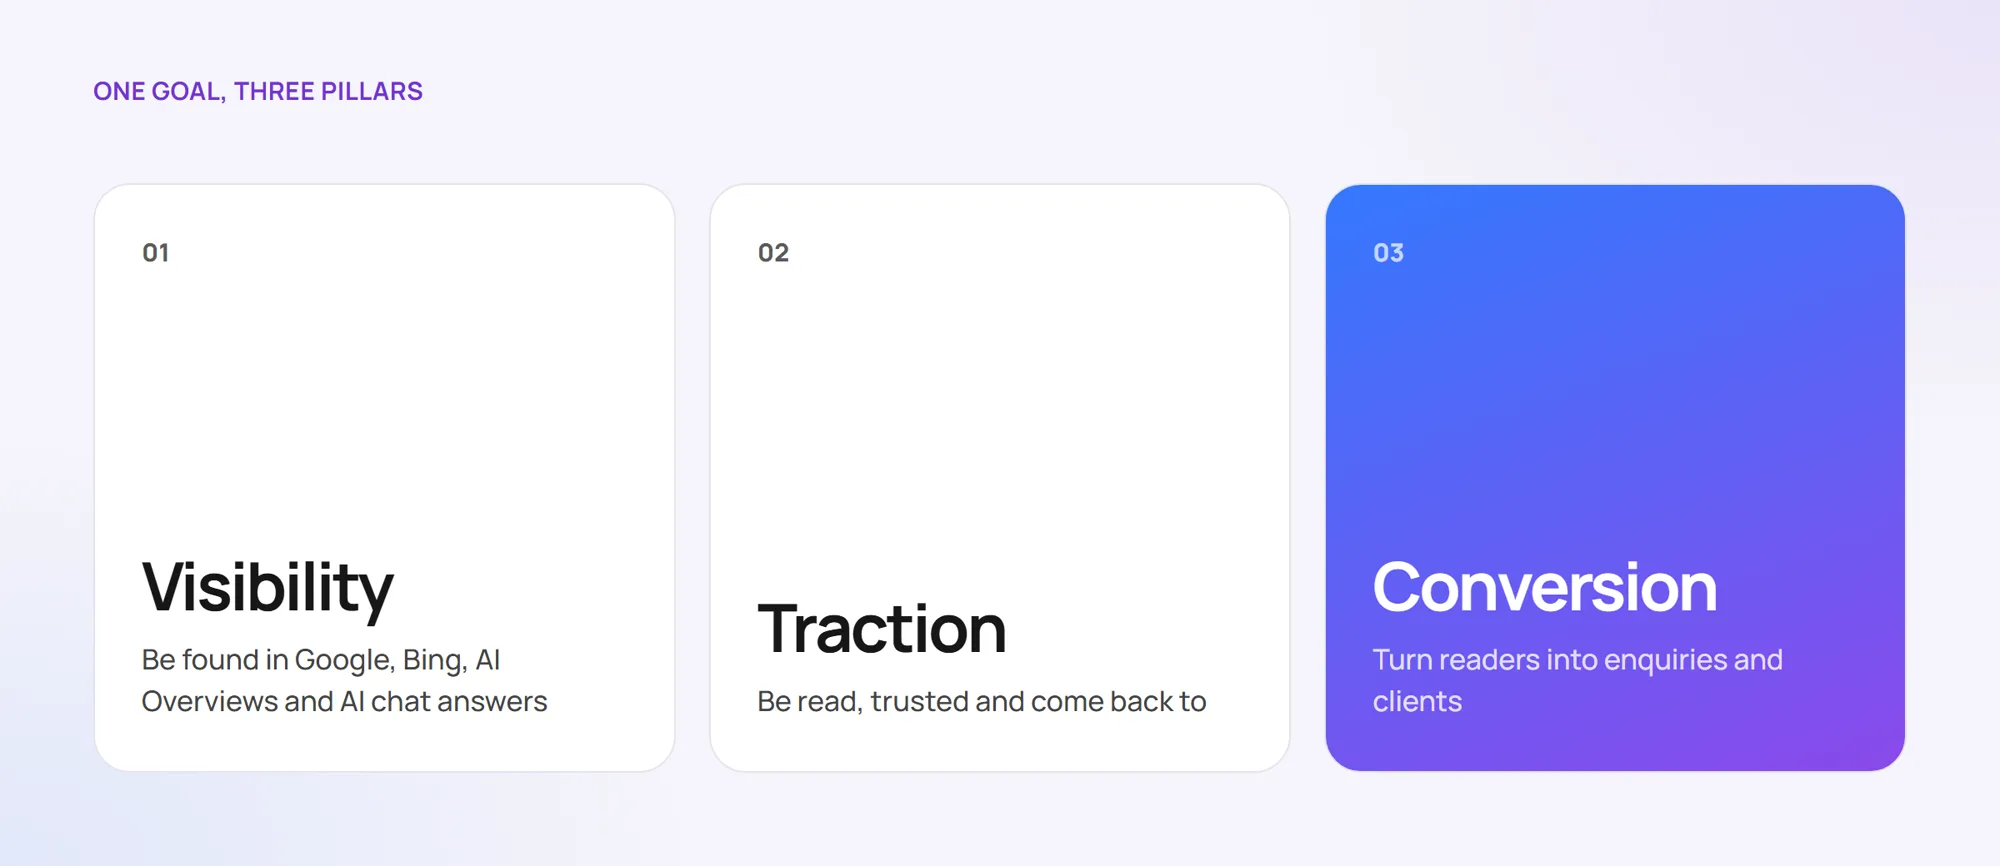 ONE GOAL, THREE PILLARS
01
Visibility
Be found in Google, Bing, AI
Overviews and AI chat answers
02
Traction
Be read, trusted and come back to
03
Conversion
Turn readers into enquiries and
clients